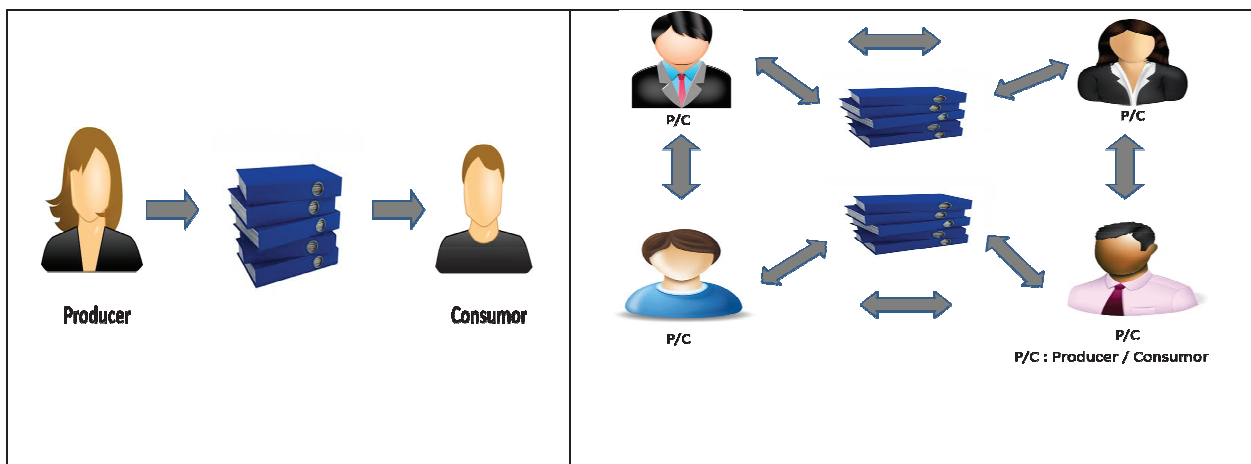 Producer
Consumor
P/C
P/C
P/C
P/C
P/C : Producer / Consumor